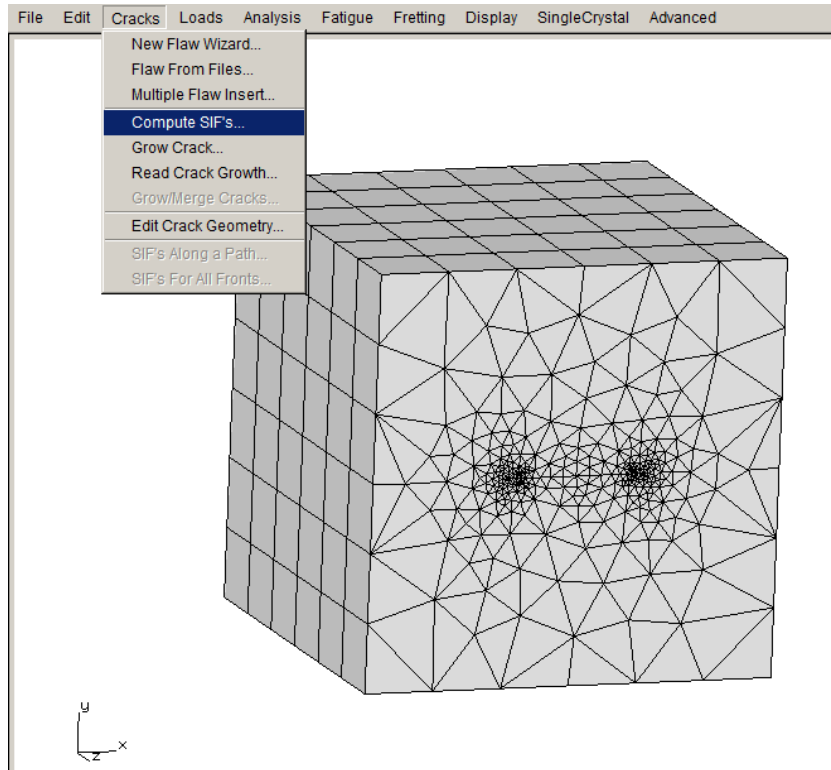 File Edit Cracks Loads Analysis Fatigue Fretting Display SingleCrystal Advanced
New Flaw Wizard...
Flaw From Files...
Multiple Flaw Insert...
Compute SIF's...
Grow Crack...
Read Crack Growth...
Grow/Merge Cracks...
Edit Crack Geometry...
SIF's Along a Path...
SIF's For All Fronts...
y
x
z